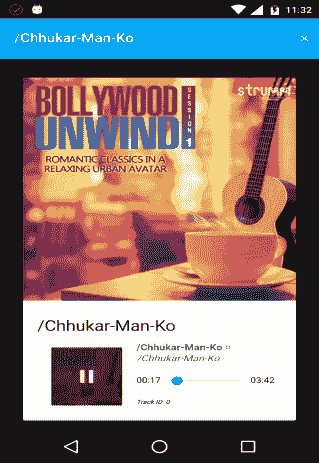 11:32
/Chhukar-Man-Ko
×
BOLLYWOOD
UNWIND
SESSION
1
strumm
ROMANTIC CLASSICS IN A
RELAXING URBAN AVATAR
/Chhukar-Man-Ko
/Chhukar-Man-Ko
/Chhukar-Man-Ko
00:17
03:42
Track ID: 0